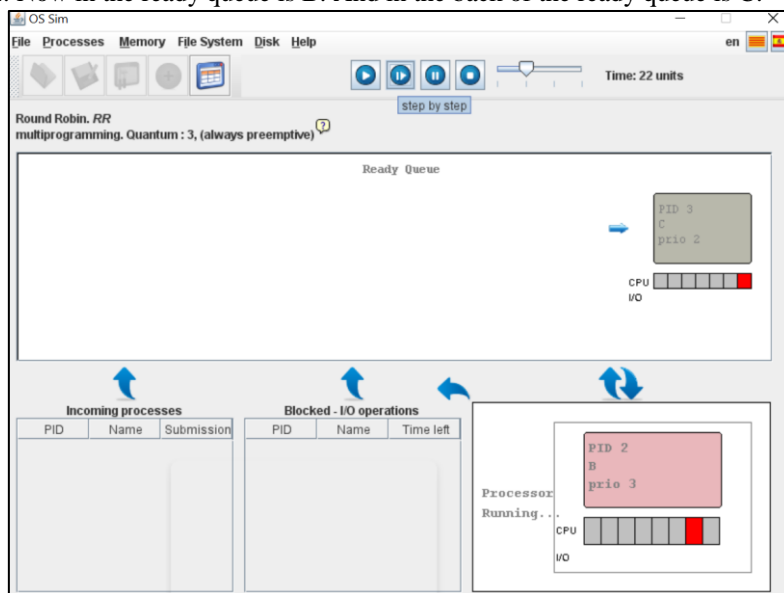 OS Sim
File Processes Memory File System Disk Help
en
Time: 22 units
step by step
Round Robin. RR
multiprogramming. Quantum : 3, (always preemptive)
Ready Queue
PID 3
C
prio 2
CPU
I/O
Incoming processes
PID Name Submission
Blocked - I/O operations
PID Name Time left
Processor
Running...
PID 2
B
prio 3
CPU
I/O